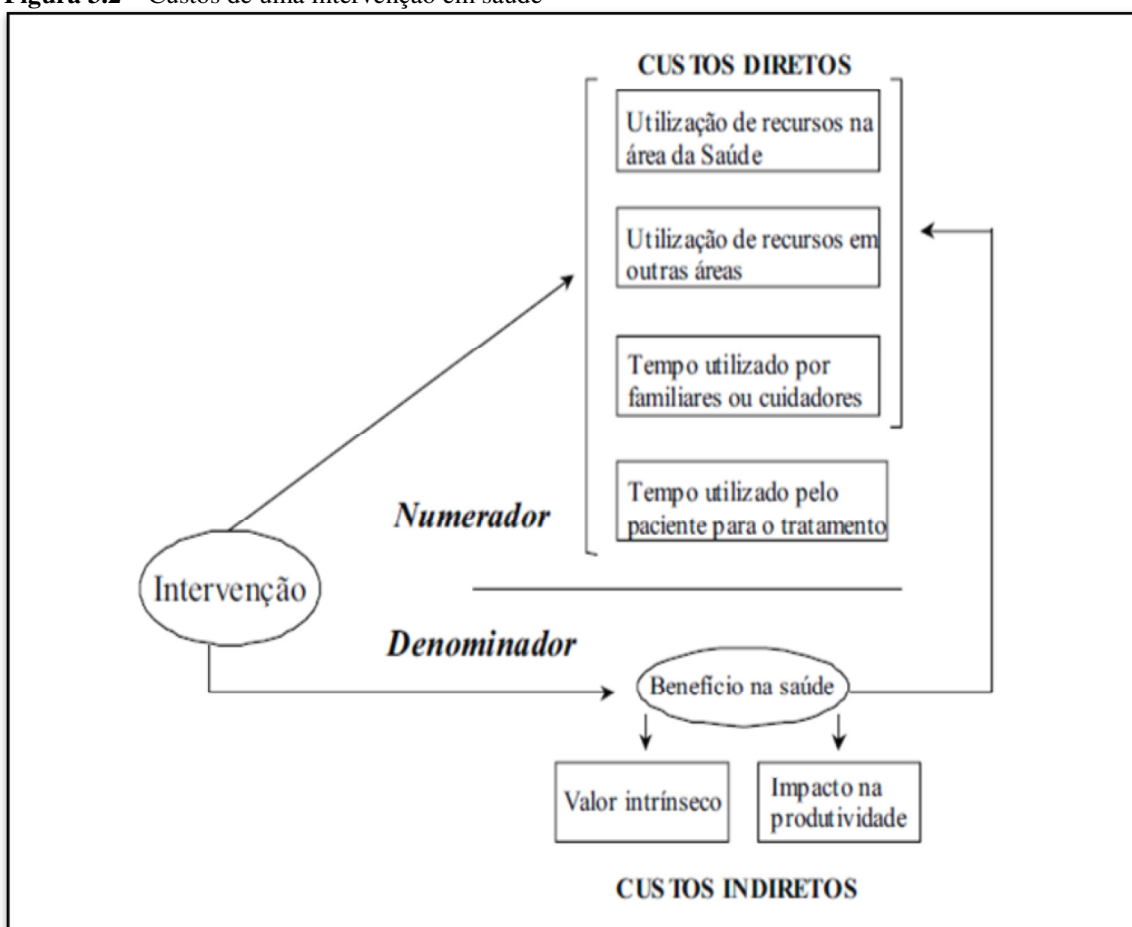 Figura 3.2 – Custos de uma intervenção em saúde
CUSTOS DIRETOS
Utilização de recursos na
área da Saúde
Utilização de recursos em
outras áreas
Tempo utilizado por
familiares ou cuidadores
Tempo utilizado pelo
paciente para o tratamento
Numerador
Intervenção
Denominador
Benefício na saúde
Valor intrínseco
Impacto na
produtividade
CUSTOS INDIRETOS